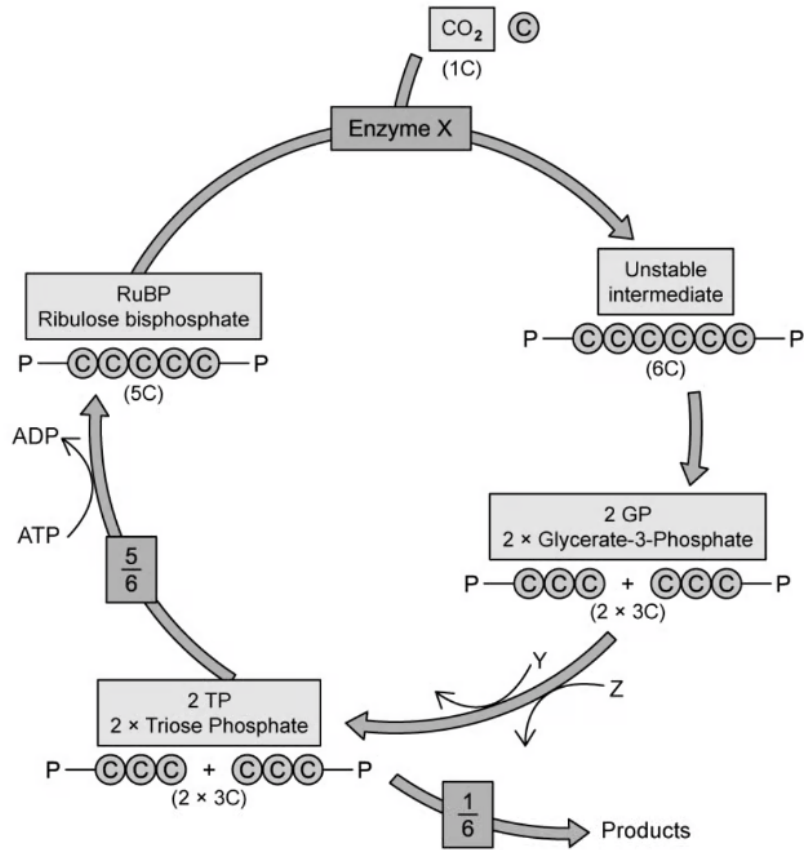 CO₂ C
(1C)
Enzyme X
RuBP
Ribulose bisphosphate
P C C C C C P
(5C)
Unstable
intermediate
P C C C C C C P
(6C)
ADP
ATP
5/6
2 GP
2 × Glycerate-3-Phosphate
P C C C + C C C P
(2 × 3C)
Y
Z
2 TP
2 × Triose Phosphate
P C C C + C C C P
(2 × 3C)
1/6
Products